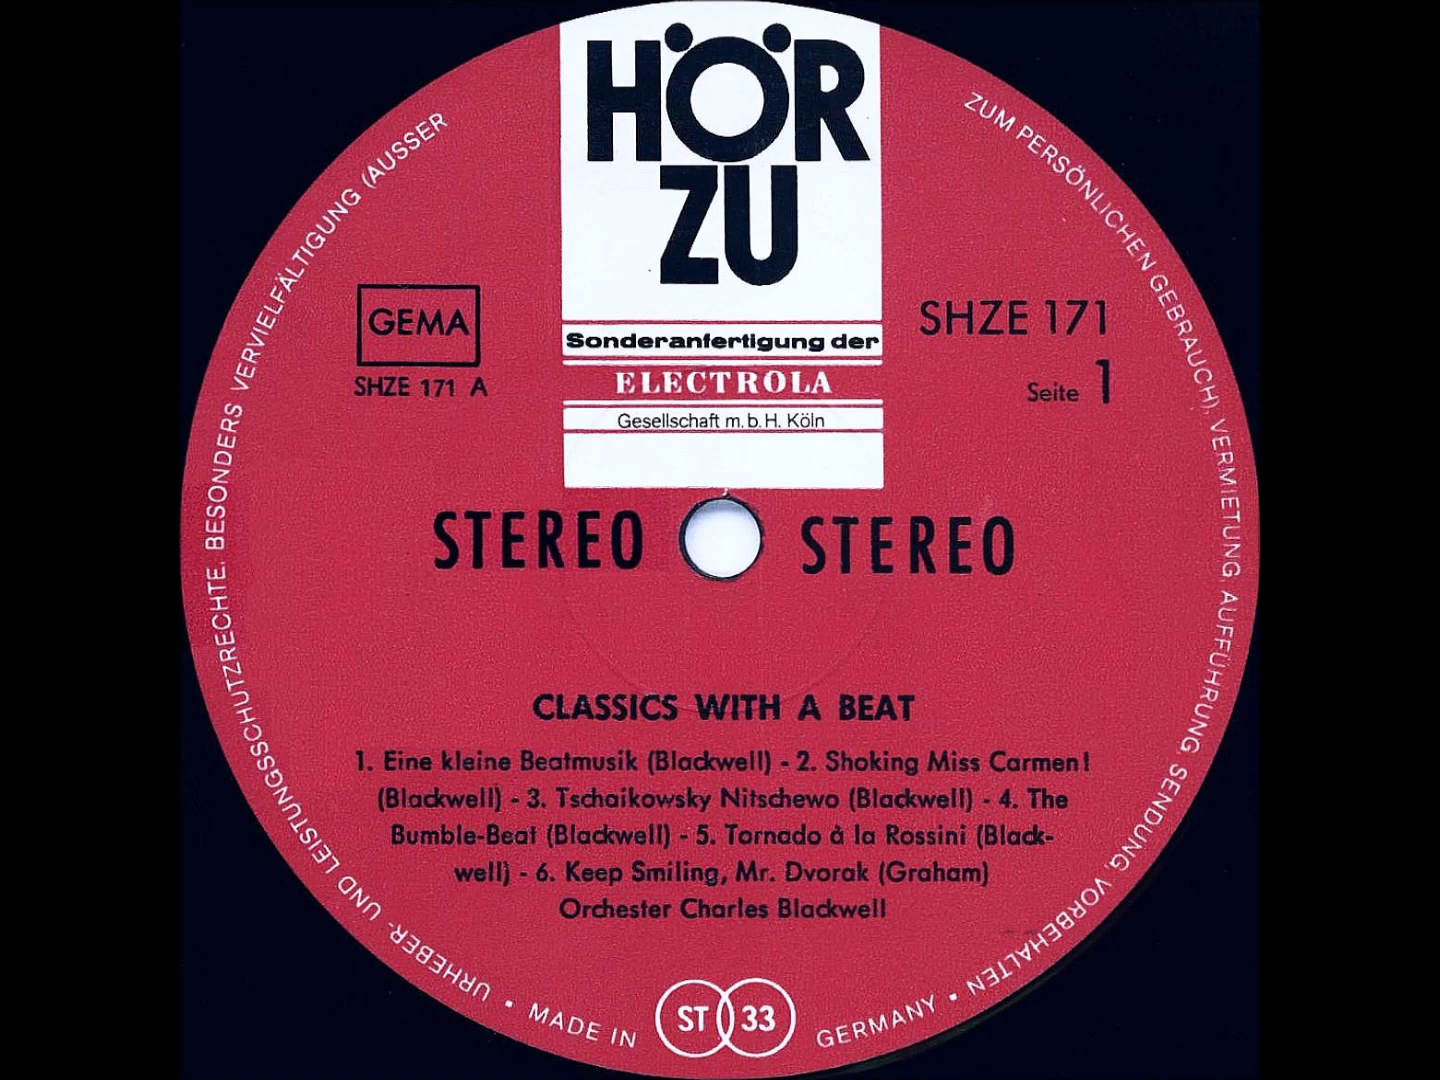 HÖR
ZU
GEMA
SHZE 171 A
SHZE 171
Seite 1
Sonderanfertigung der
ELECTROLA
Gesellschaft m. b. H. Köln
STEREO STEREO
CLASSICS WITH A BEAT
1. Eine kleine Beatmusik (Blackwell) - 2. Shoking Miss Carmen!
(Blackwell) - 3. Tschaikowsky Nitschewo (Blackwell) - 4. The
Bumble-Beat (Blackwell) - 5. Tornado à la Rossini (Black-
well) - 6. Keep Smiling, Mr. Dvorak (Graham)
Orchester Charles Blackwell
URHEBER- UND LEISTUNGSSCHUTZRECHTE, BESONDERS VERVIELFÄLTIGUNG (AUSSER
ZUM PERSÖNLICHEN GEBRAUCH), VERMIETUNG, AUFFÜHRUNG, SENDUNG, VORBEHALTEN
• MADE IN ST 33 GERMANY •